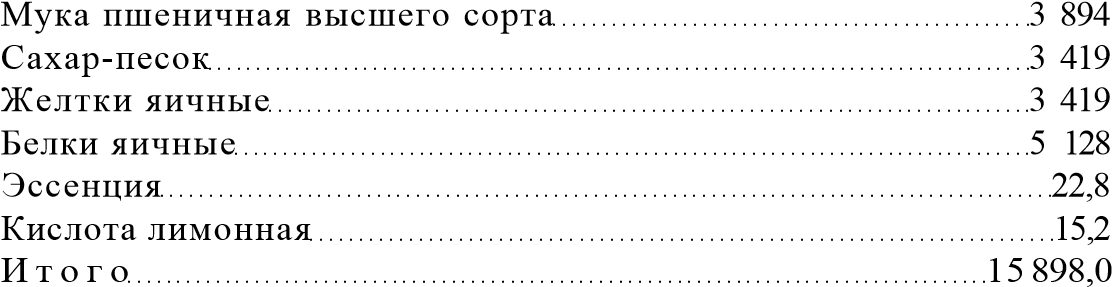 Мука пшеничная высшего сорта 3 894
Сахар-песок 3 419
Желтки яичные 3 419
Белки яичные 5 128
Эссенция 22,8
Кислота лимонная 15,2
Итого 15 898,0